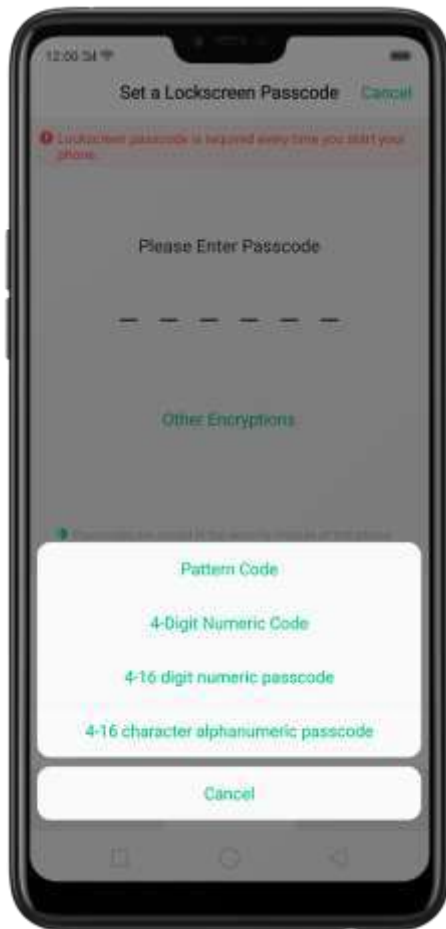 12:00
Set a Lockscreen Passcode Cancel
Lockscreen passcode is required every time you start your
phone.
Please Enter Passcode
Other Encryptions
Pattern Code
4-Digit Numeric Code
4-16 digit numeric passcode
4-16 character alphanumeric passcode
Cancel